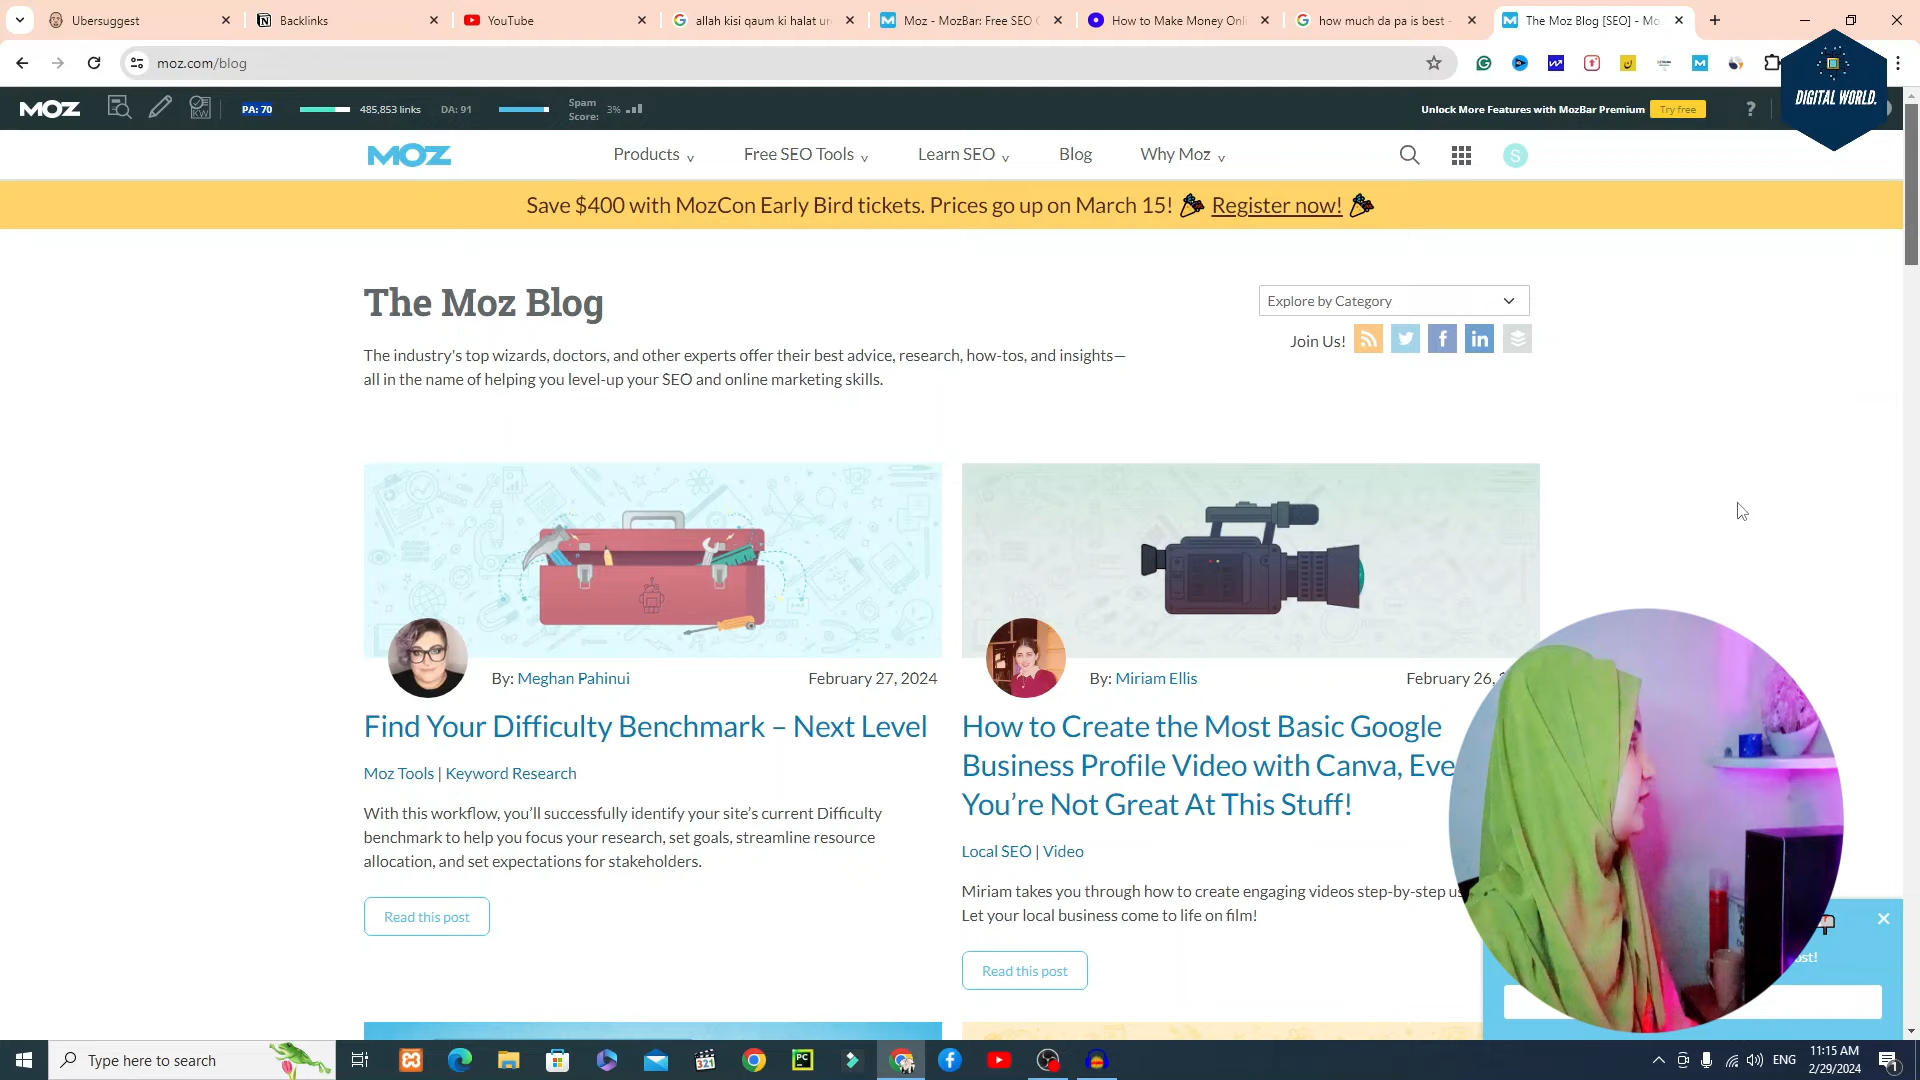 Ubersuggest
Backlinks
YouTube
allah kisi qaum ki halat u
Moz - MozBar: Free SEO
How to Make Money Onli
how much da pa is best -
The Moz Blog [SEO] - Mo
moz.com/blog
DIGITAL WORLD.
MOZ
KW
PA: 70
485,853 links
DA: 91
Spam
Score:
3%
Unlock More Features with MozBar Premium
Try free
?
MOZ
Products
Free SEO Tools
Learn SEO
Blog
Why Moz
S
Save $400 with MozCon Early Bird tickets. Prices go up on March 15!
Register now!
The Moz Blog
Explore by Category
Join Us!
The industry's top wizards, doctors, and other experts offer their best advice, research, how-tos, and insights—
all in the name of helping you level-up your SEO and online marketing skills.
By: Meghan Pahinui
February 27, 2024
Find Your Difficulty Benchmark – Next Level
Moz Tools | Keyword Research
With this workflow, you'll successfully identify your site's current Difficulty
benchmark to help you focus your research, set goals, streamline resource
allocation, and set expectations for stakeholders.
Read this post
By: Miriam Ellis
February 26,
How to Create the Most Basic Google
Business Profile Video with Canva, Eve
You're Not Great At This Stuff!
Local SEO | Video
Miriam takes you through how to create engaging videos step-by-step u
Let your local business come to life on film!
Read this post
ost!
Type here to search
321
PC
ENG
11:15 AM
2/29/2024
1